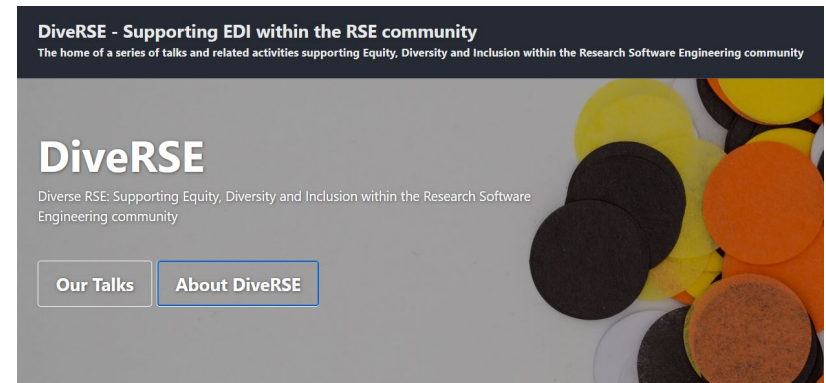 DiveRSE - Supporting EDI within the RSE community
The home of a series of talks and related activities supporting Equity, Diversity and Inclusion within the Research Software Engineering community
DiveRSE
Diverse RSE: Supporting Equity, Diversity and Inclusion within the Research Software
Engineering community
Our Talks
About DiveRSE